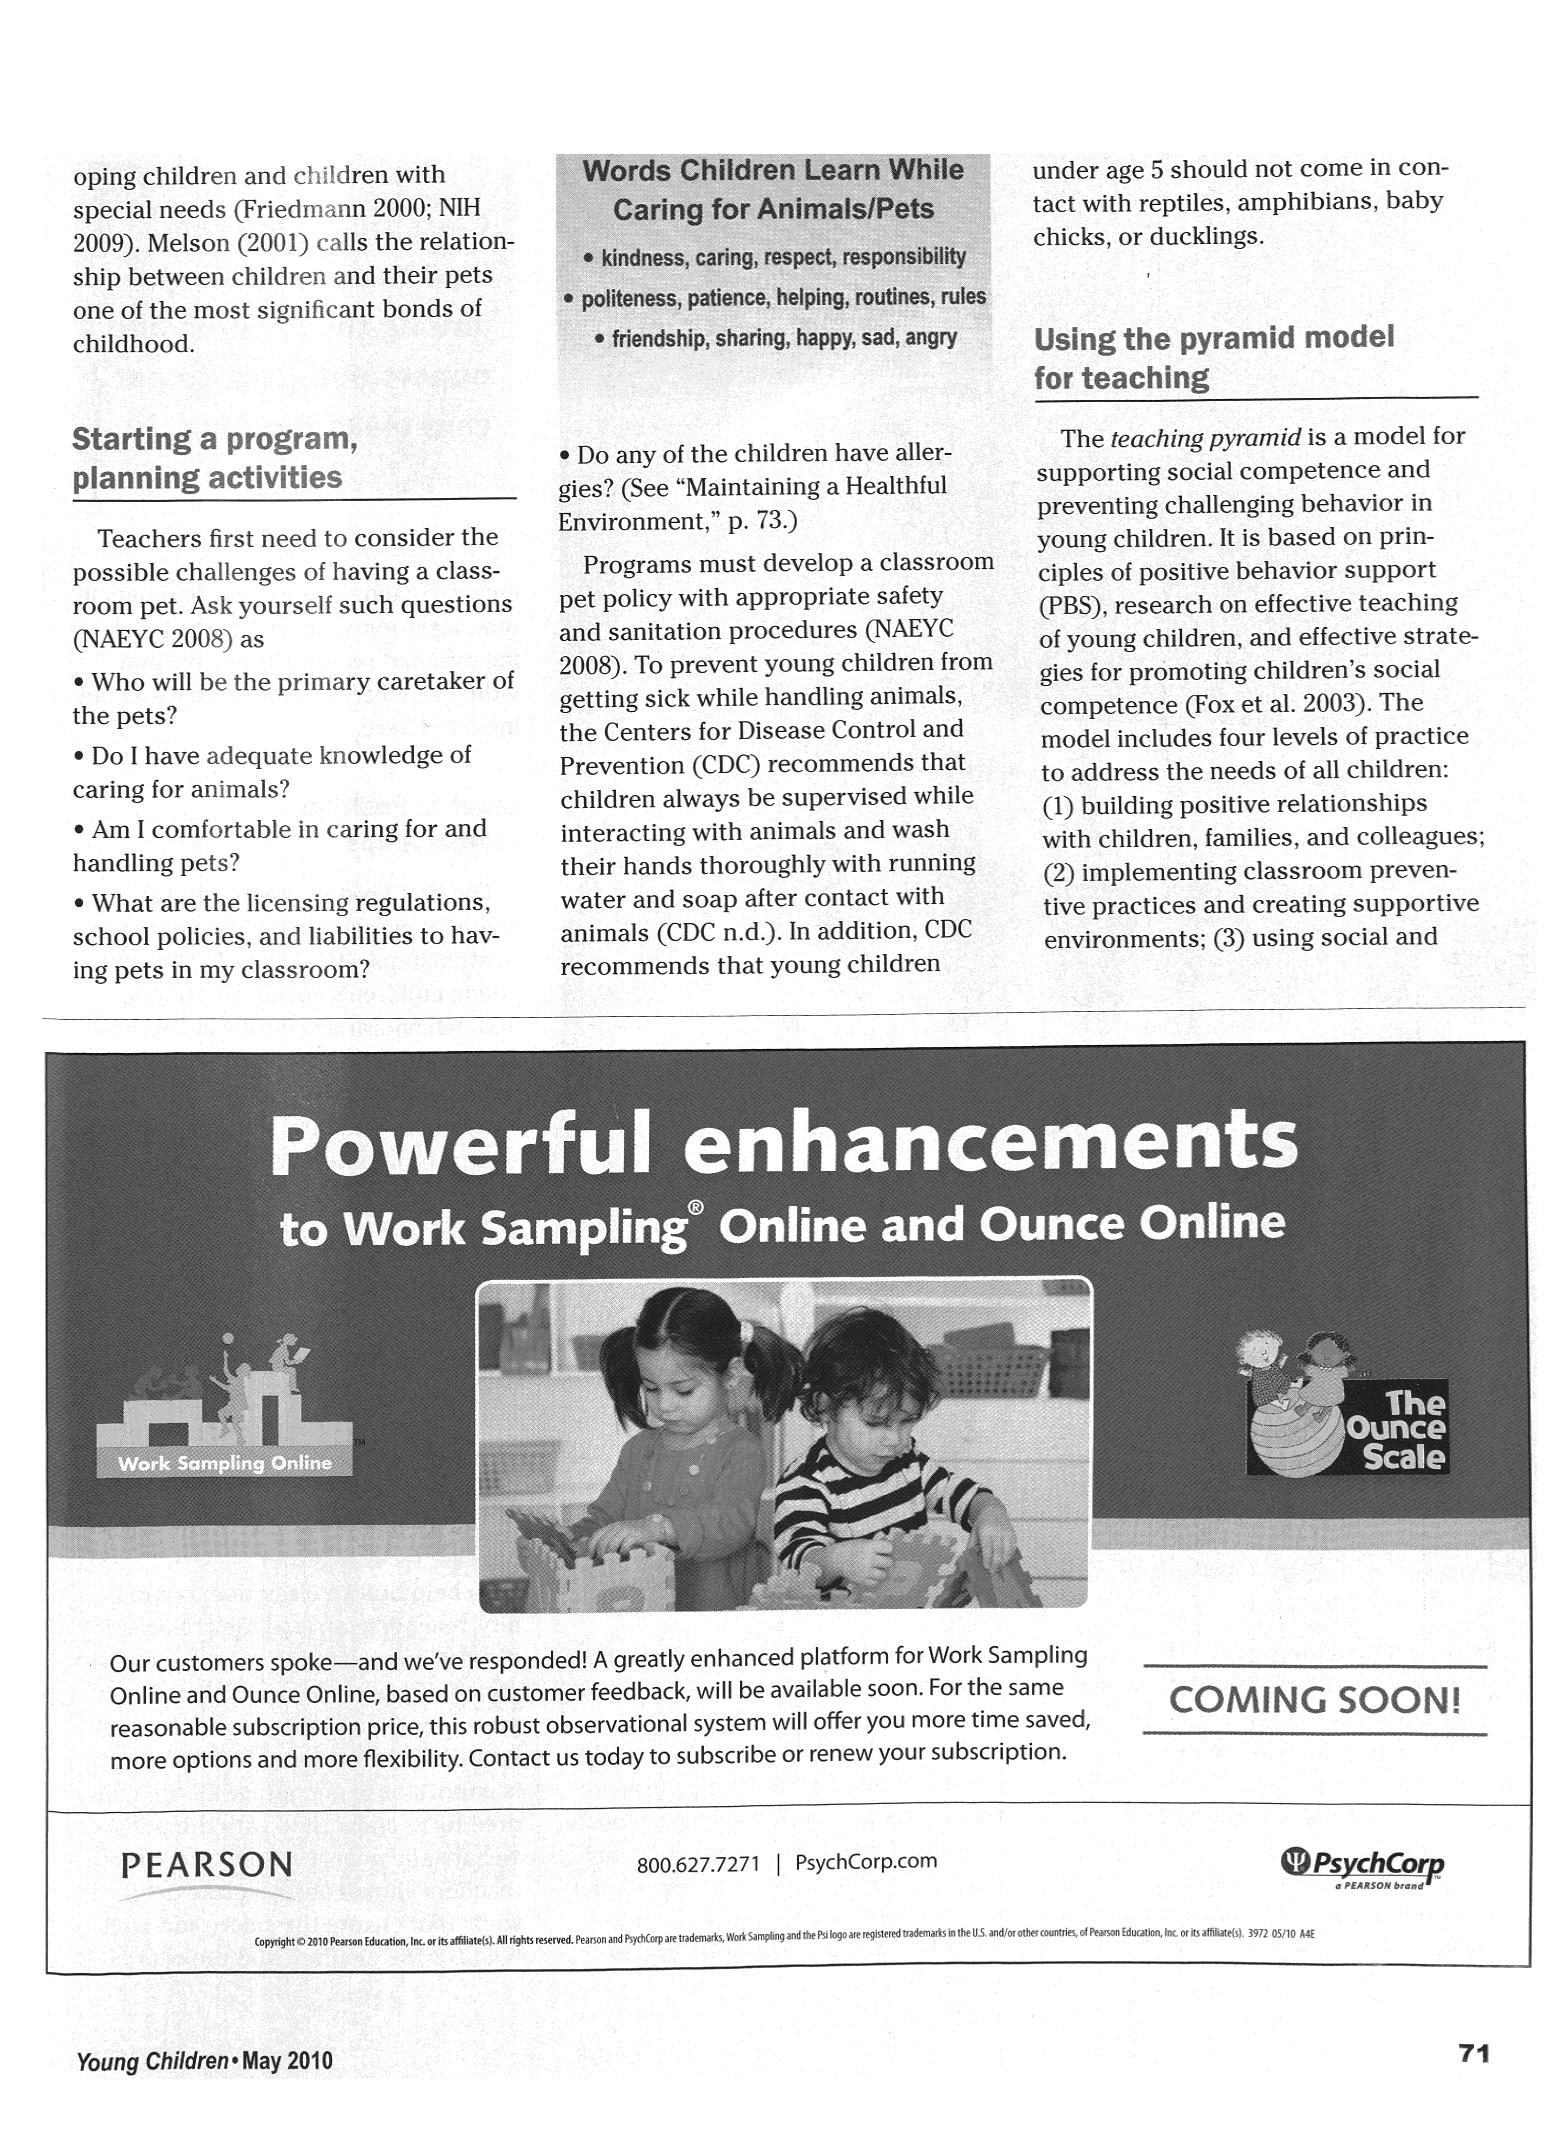 oping children and children with
special needs (Friedmann 2000; NIH
2009). Melson (2001) calls the relation-
ship between children and their pets
one of the most significant bonds of
childhood.
Starting a program,
planning activities
Teachers first need to consider the
possible challenges of having a class-
room pet. Ask yourself such questions
(NAEYC 2008) as
• Who will be the primary caretaker of
the pets?
• Do I have adequate knowledge of
caring for animals?
• Am I comfortable in caring for and
handling pets?
• What are the licensing regulations,
school policies, and liabilities to hav-
ing pets in my classroom?
Words Children Learn While
Caring for Animals/Pets
• kindness, caring, respect, responsibility
• politeness, patience, helping, routines, rules
• friendship, sharing, happy, sad, angry
• Do any of the children have aller-
gies? (See “Maintaining a Healthful
Environment,” p. 73.)
Programs must develop a classroom
pet policy with appropriate safety
and sanitation procedures (NAEYC
2008). To prevent young children from
getting sick while handling animals,
the Centers for Disease Control and
Prevention (CDC) recommends that
children always be supervised while
interacting with animals and wash
their hands thoroughly with running
water and soap after contact with
animals (CDC n.d.). In addition, CDC
recommends that young children
under age 5 should not come in con-
tact with reptiles, amphibians, baby
chicks, or ducklings.
Using the pyramid model
for teaching
The teaching pyramid is a model for
supporting social competence and
preventing challenging behavior in
young children. It is based on prin-
ciples of positive behavior support
(PBS), research on effective teaching
of young children, and effective strate-
gies for promoting children’s social
competence (Fox et al. 2003). The
model includes four levels of practice
to address the needs of all children:
(1) building positive relationships
with children, families, and colleagues;
(2) implementing classroom preven-
tive practices and creating supportive
environments; (3) using social and
Powerful enhancements
to Work Sampling® Online and Ounce Online
Work Sampling Online™
The
Ounce
Scale
Our customers spoke—and we’ve responded! A greatly enhanced platform for Work Sampling
Online and Ounce Online, based on customer feedback, will be available soon. For the same
reasonable subscription price, this robust observational system will offer you more time saved,
more options and more flexibility. Contact us today to subscribe or renew your subscription.
COMING SOON!
PEARSON
800.627.7271 | PsychCorp.com
PsychCorp™
a PEARSON brand
Copyright © 2010 Pearson Education, Inc. or its affiliate(s). All rights reserved. Pearson and PsychCorp are trademarks, Work Sampling and the Psi logo are registered trademarks in the U.S. and/or other countries, of Pearson Education, Inc. or its affiliate(s). 3972 05/10 A4E
Young Children • May 2010
71